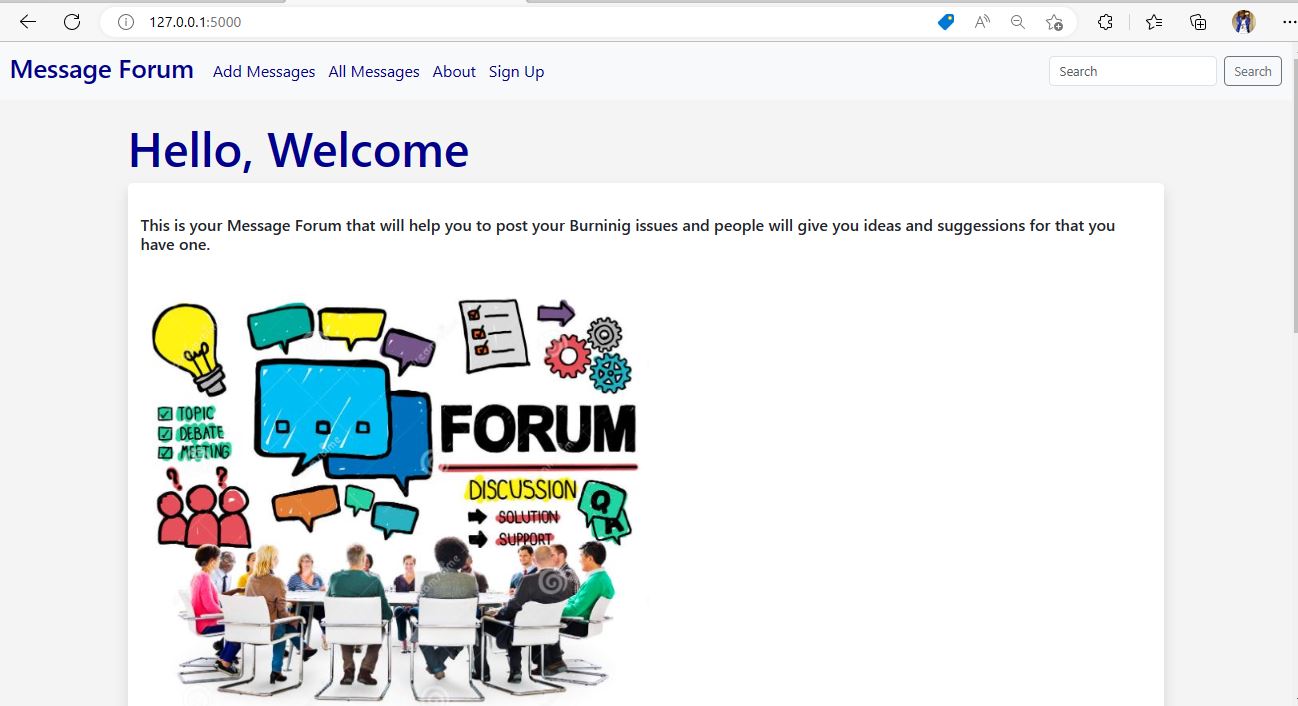 127.0.0.1:5000
Message Forum Add Messages All Messages About Sign Up Search Search
Hello, Welcome
This is your Message Forum that will help you to post your Burninig issues and people will give you ideas and suggessions for that you
have one.
TOPIC
DEBATE
MEETING
FORUM
DISCUSSION
SOLUTION
SUPPORT
Q
A